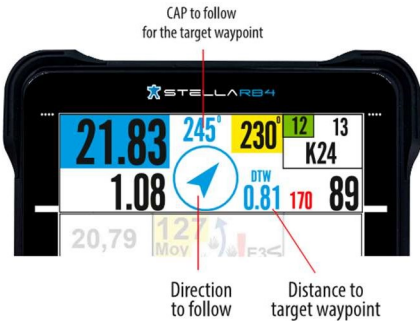 CAP to follow
for the target waypoint
STELLARB4
21.83 245° 230° 12 13
K24
1.08 DTW 0.81 170 89
20,79 127 Moy
Direction
to follow
Distance to
target waypoint